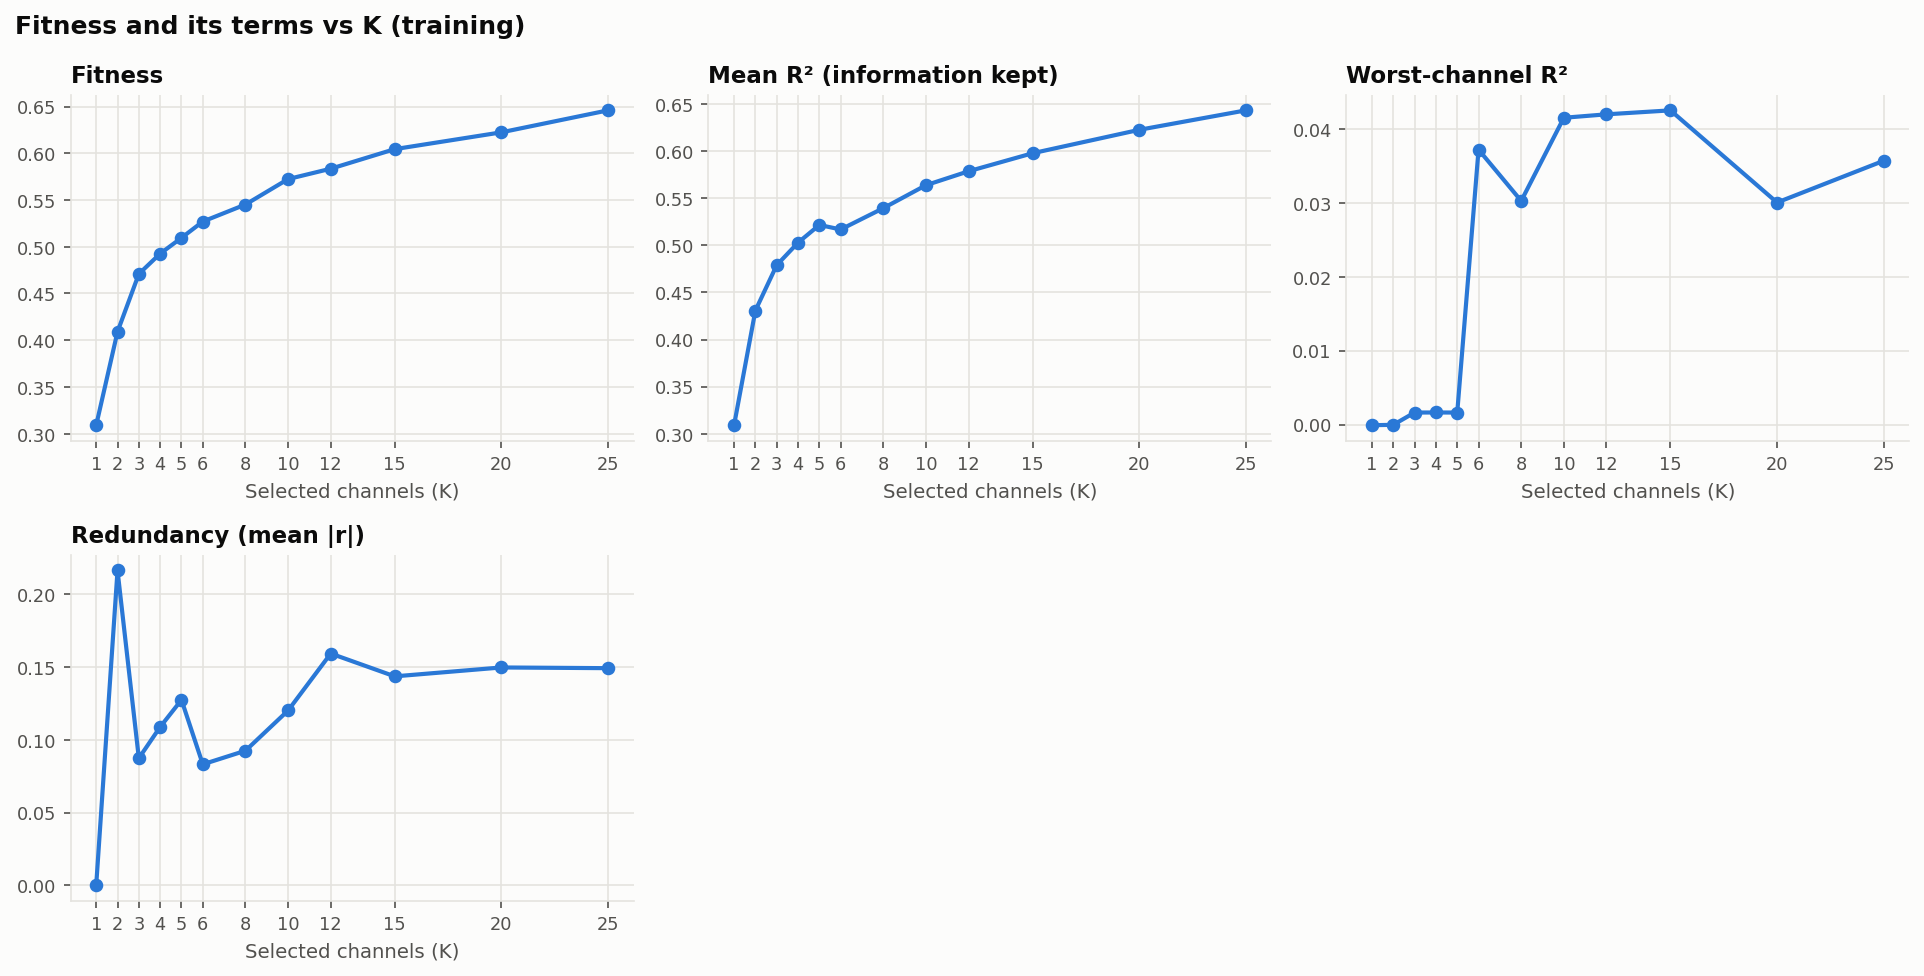 Fitness and its terms vs K (training)
Fitness
0.65
0.60
0.55
0.50
0.45
0.40
0.35
0.30
1 2 3 4 5 6 8 10 12 15 20 25
Selected channels (K)
Mean R² (information kept)
0.65
0.60
0.55
0.50
0.45
0.40
0.35
0.30
1 2 3 4 5 6 8 10 12 15 20 25
Selected channels (K)
Worst-channel R²
0.04
0.03
0.02
0.01
0.00
1 2 3 4 5 6 8 10 12 15 20 25
Selected channels (K)
Redundancy (mean |r|)
0.20
0.15
0.10
0.05
0.00
1 2 3 4 5 6 8 10 12 15 20 25
Selected channels (K)